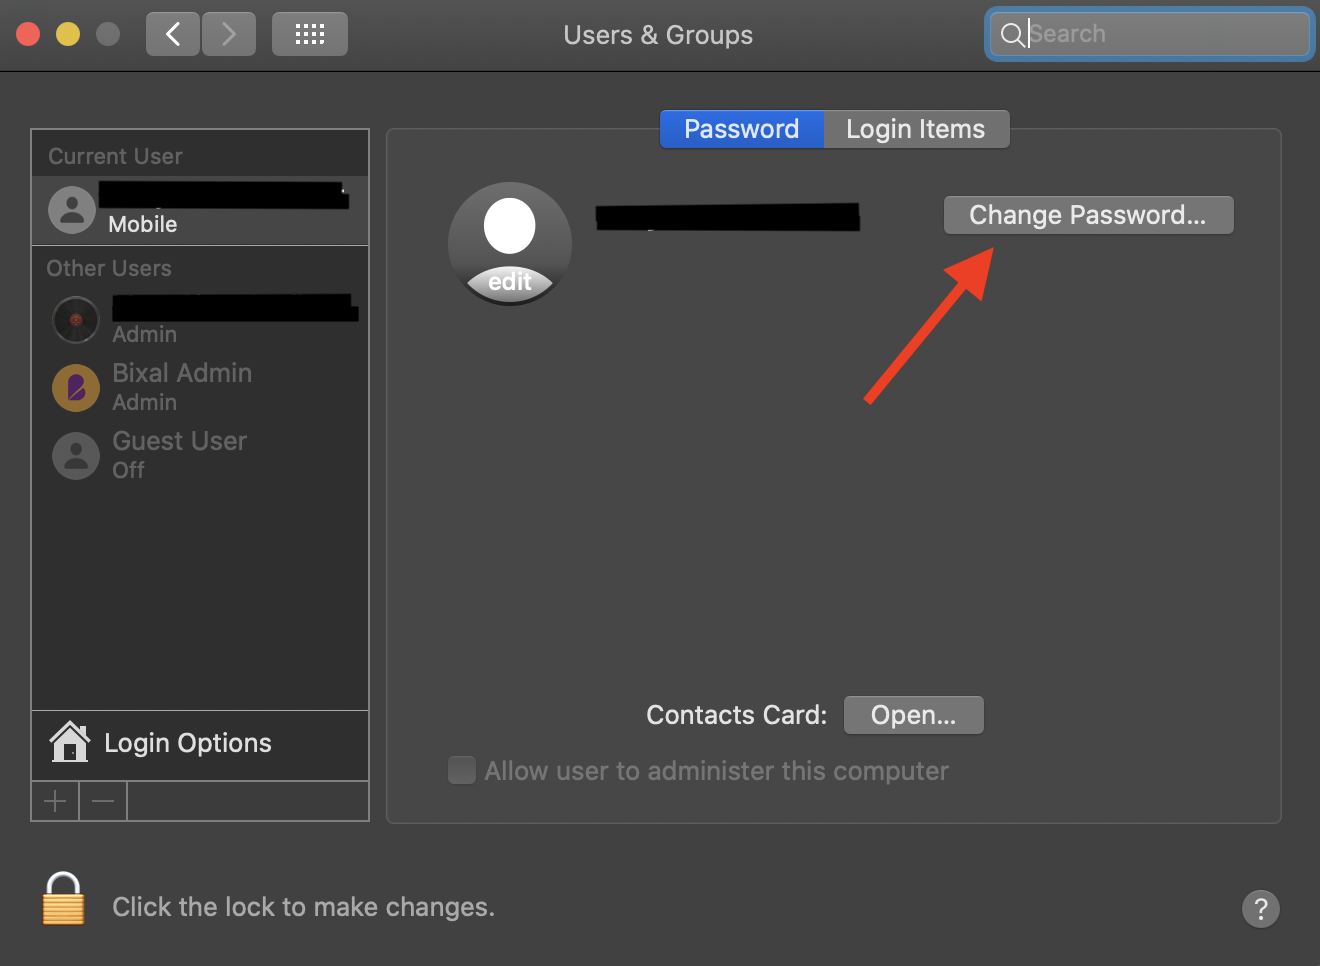 Users & Groups
Search
Password
Login Items
Current User
Mobile
Other Users
Admin
Bixal Admin
Admin
Guest User
Off
Login Options
edit
Change Password...
Contacts Card:
Open...
Allow user to administer this computer
Click the lock to make changes.
?